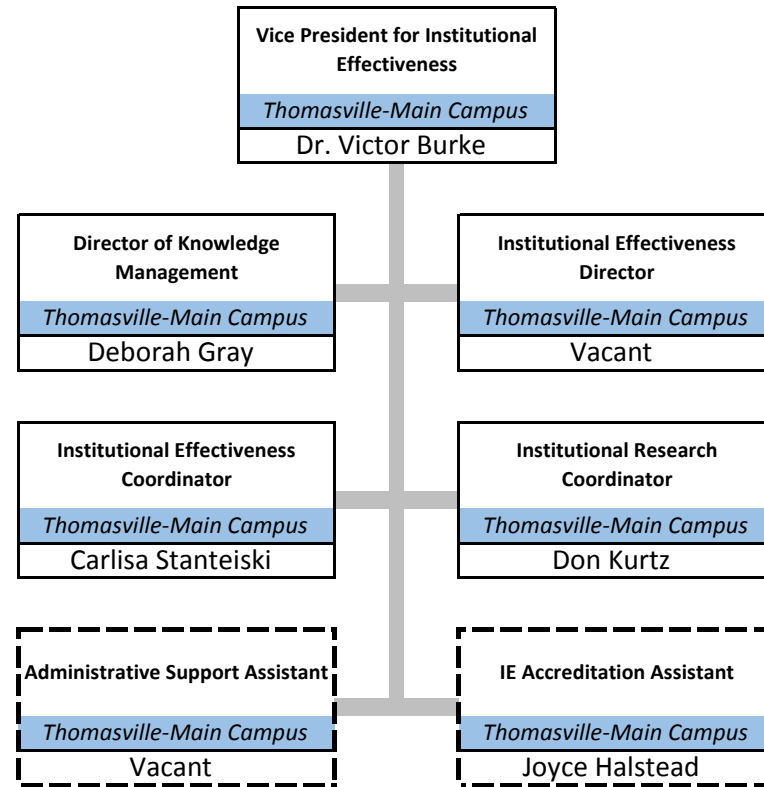 Vice President for Institutional
Effectiveness
Thomasville-Main Campus
Dr. Victor Burke
Director of Knowledge
Management
Thomasville-Main Campus
Deborah Gray
Institutional Effectiveness
Director
Thomasville-Main Campus
Vacant
Institutional Effectiveness
Coordinator
Thomasville-Main Campus
Carlisa Stanteiski
Institutional Research
Coordinator
Thomasville-Main Campus
Don Kurtz
Administrative Support Assistant
Thomasville-Main Campus
Vacant
IE Accreditation Assistant
Thomasville-Main Campus
Joyce Halstead